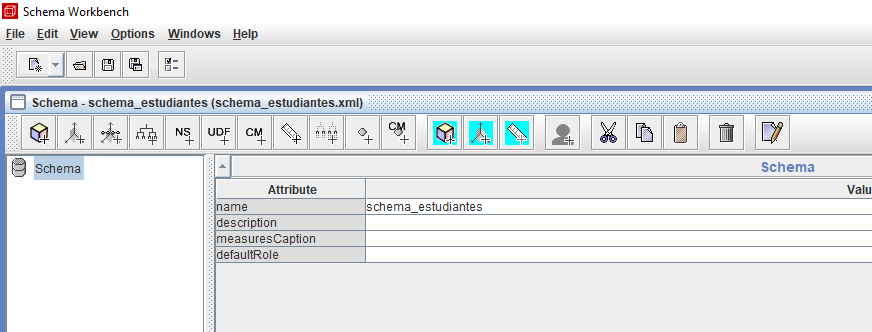 Schema Workbench
File Edit View Options Windows Help
Schema - schema_estudiantes (schema_estudiantes.xml)
NS UDF CM CM
Schema
Schema
Attribute Valu
name schema_estudiantes
description
measuresCaption
defaultRole